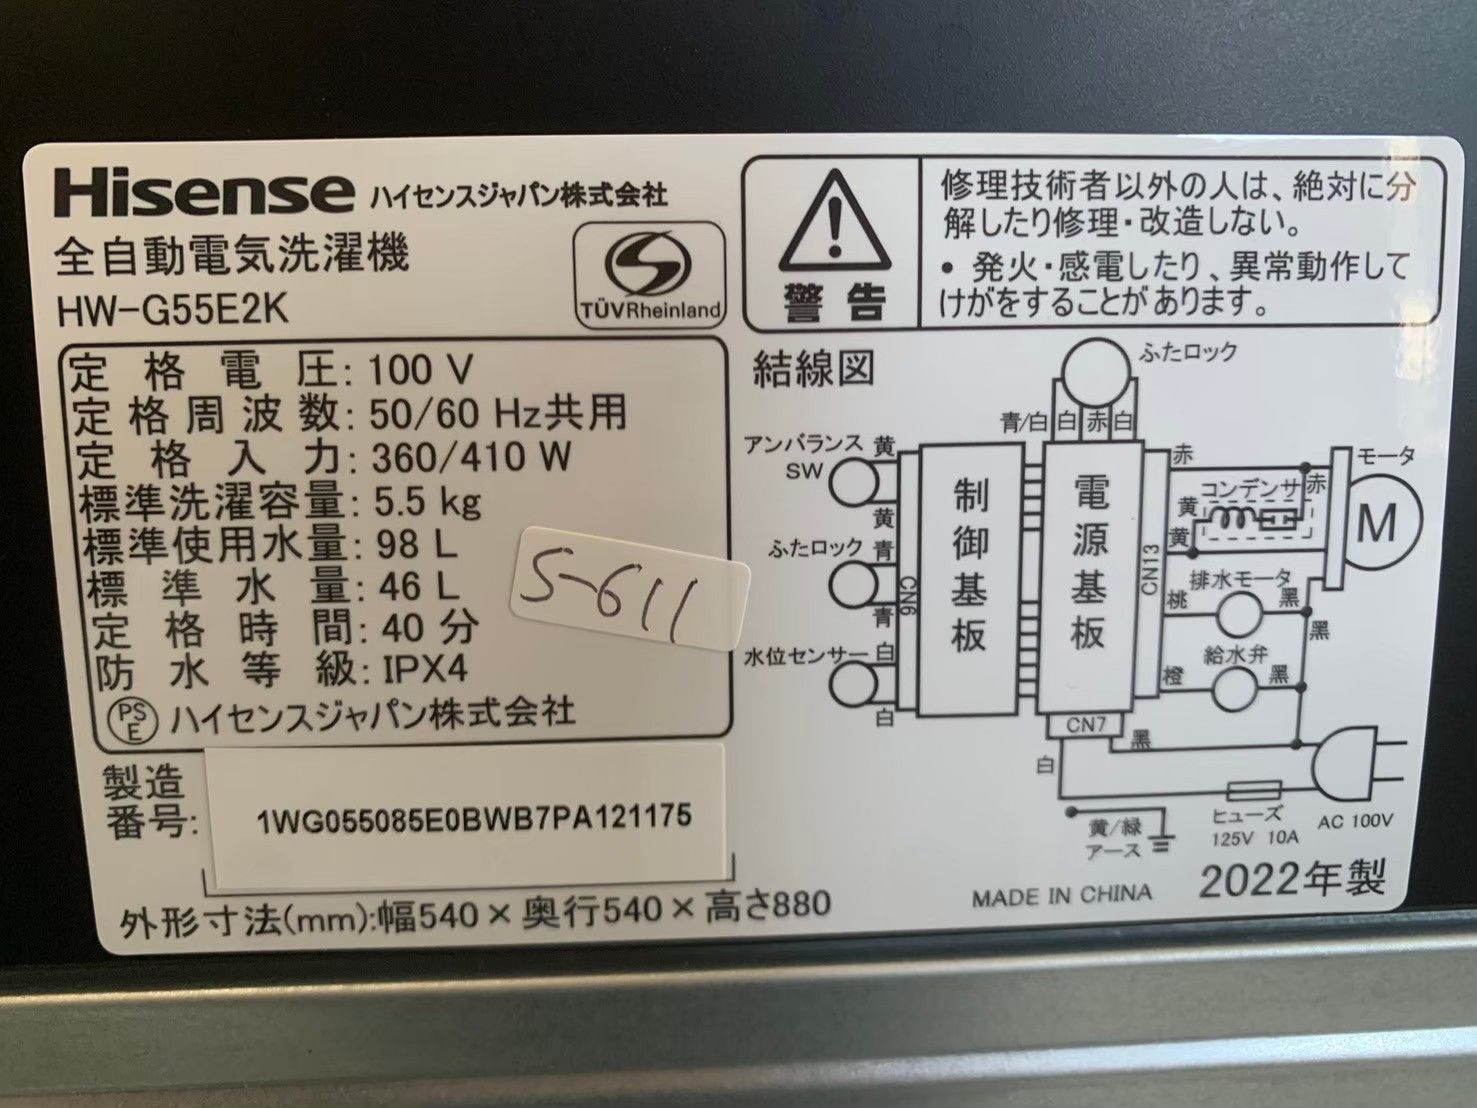 Hisense ハイセンスジャパン株式会社
全自動電気洗濯機
HW-G55E2K
TÜVRheinland
定格電圧: 100 V
定格周波数: 50/60 Hz共用
定格入力: 360/410 W
標準洗濯容量: 5.5 kg
標準使用水量: 98 L
標準水量: 46 L
定格時間: 40 分
防水等級: IPX4
PSE ハイセンスジャパン株式会社
S-611
製造
番号:
1WG055085E0BWB7PA121175
外形寸法(mm):幅540×奥行540×高さ880
警告
修理技術者以外の人は、絶対に分
解したり修理・改造しない。
• 発火・感電したり、異常動作して
けがをすることがあります。
結線図
ふたロック
青/白 白 赤 白
アンバランス
SW
黄
黄
ふたロック 青
青
水位センサー 白
白
CN6
制御基板
電源基板
CN13
CN7
赤
モータ
コンデンサ 赤
黄
黄
M
排水モータ
桃
黒
黒
給水弁
橙
黒
黒
白
黄/緑
アース
ヒューズ
125V 10A
AC 100V
MADE IN CHINA
2022年製